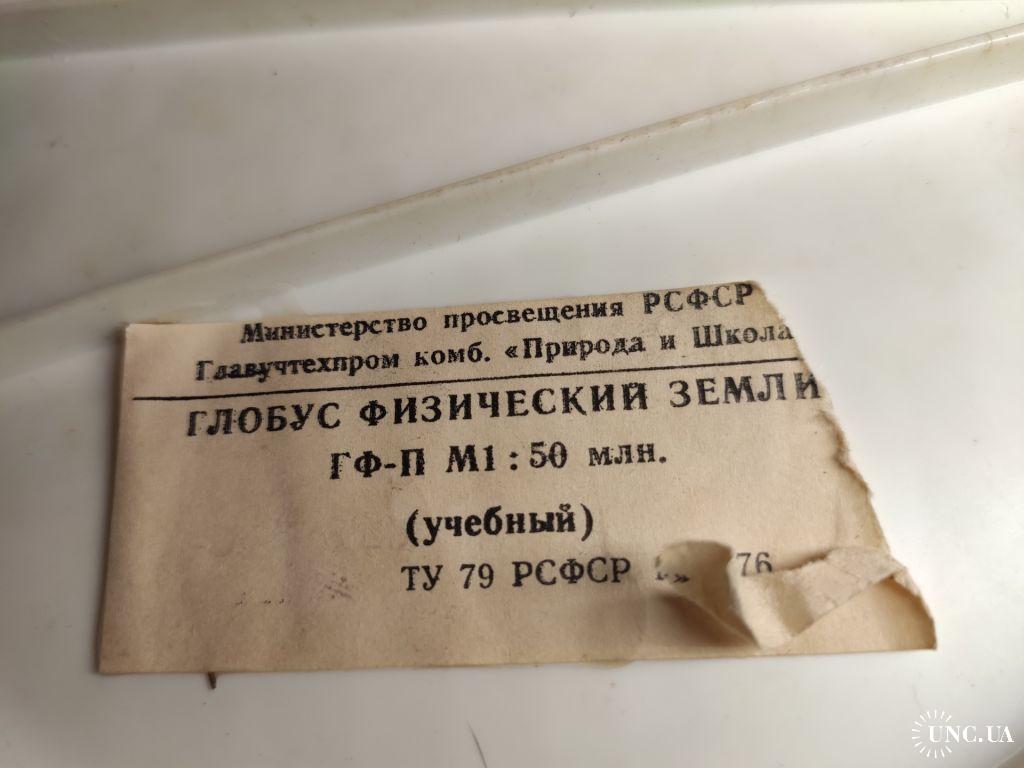 Министерство просвещения РСФСР
Главучтехпром комб. «Природа и Школа
ГЛОБУС ФИЗИЧЕСКИЙ ЗЕМЛИ
ГФ-П М1 : 50 млн.
(учебный)
ТУ 79 РСФСР 76
UNC.UA